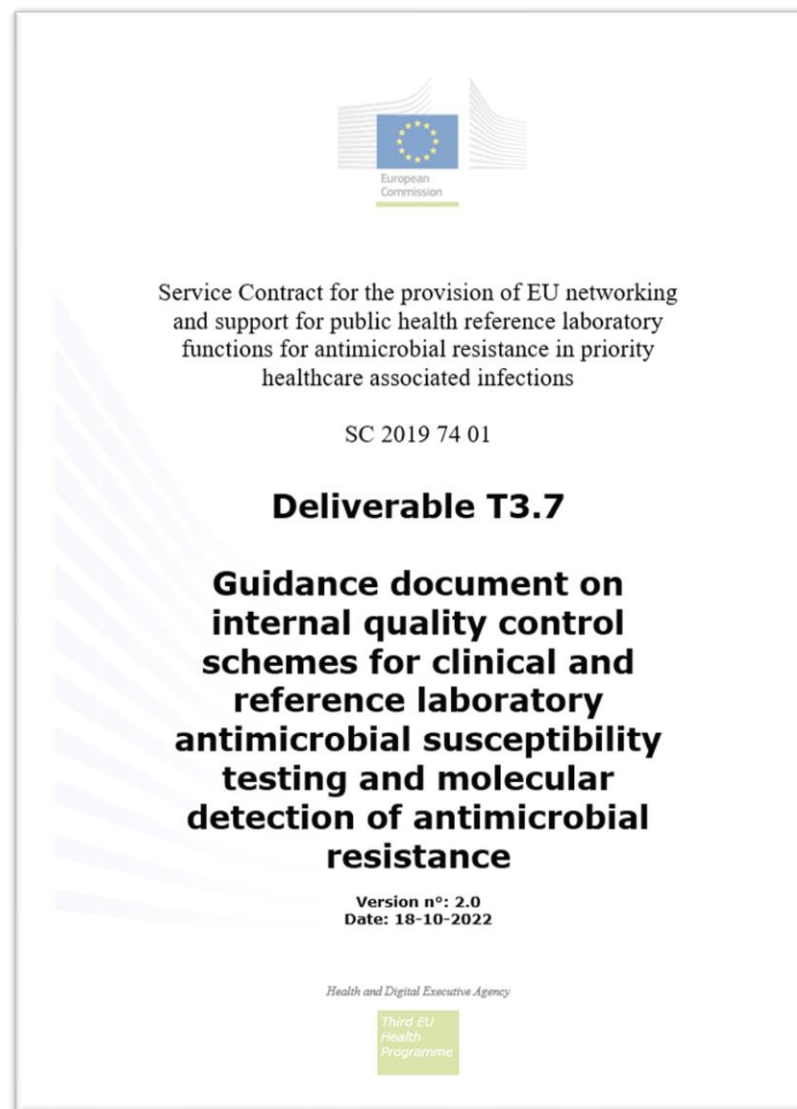 European
Commission
Service Contract for the provision of EU networking
and support for public health reference laboratory
functions for antimicrobial resistance in priority
healthcare associated infections
SC 2019 74 01
Deliverable T3.7
Guidance document on
internal quality control
schemes for clinical and
reference laboratory
antimicrobial susceptibility
testing and molecular
detection of antimicrobial
resistance
Version nº: 2.0
Date: 18-10-2022
Health and Digital Executive Agency
Third EU
Health
Programme